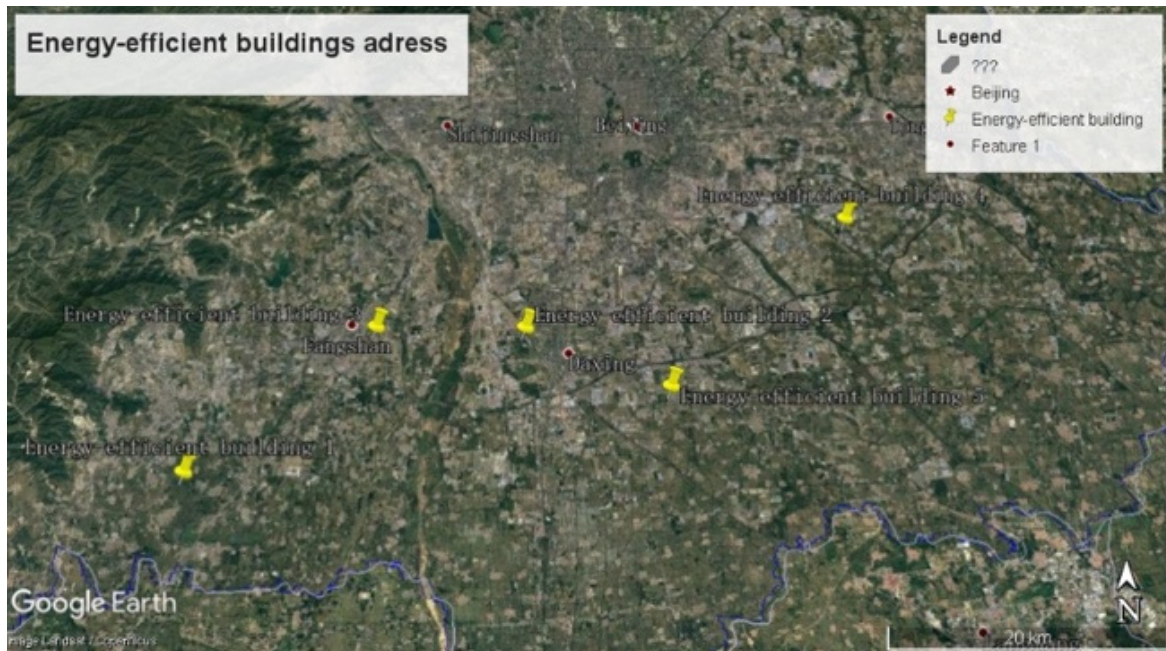 Energy-efficient buildings adress
Legend
???
Beijing
Energy-efficient building
Feature 1
Shijingshan
Beijing
Energy efficient building 4
Energy efficient building 3
Energy efficient building 2
Fangshan
Daxing
Energy efficient building 5
Energy efficient building 1
Google Earth
Image Landsat / Copernicus
N
20 km